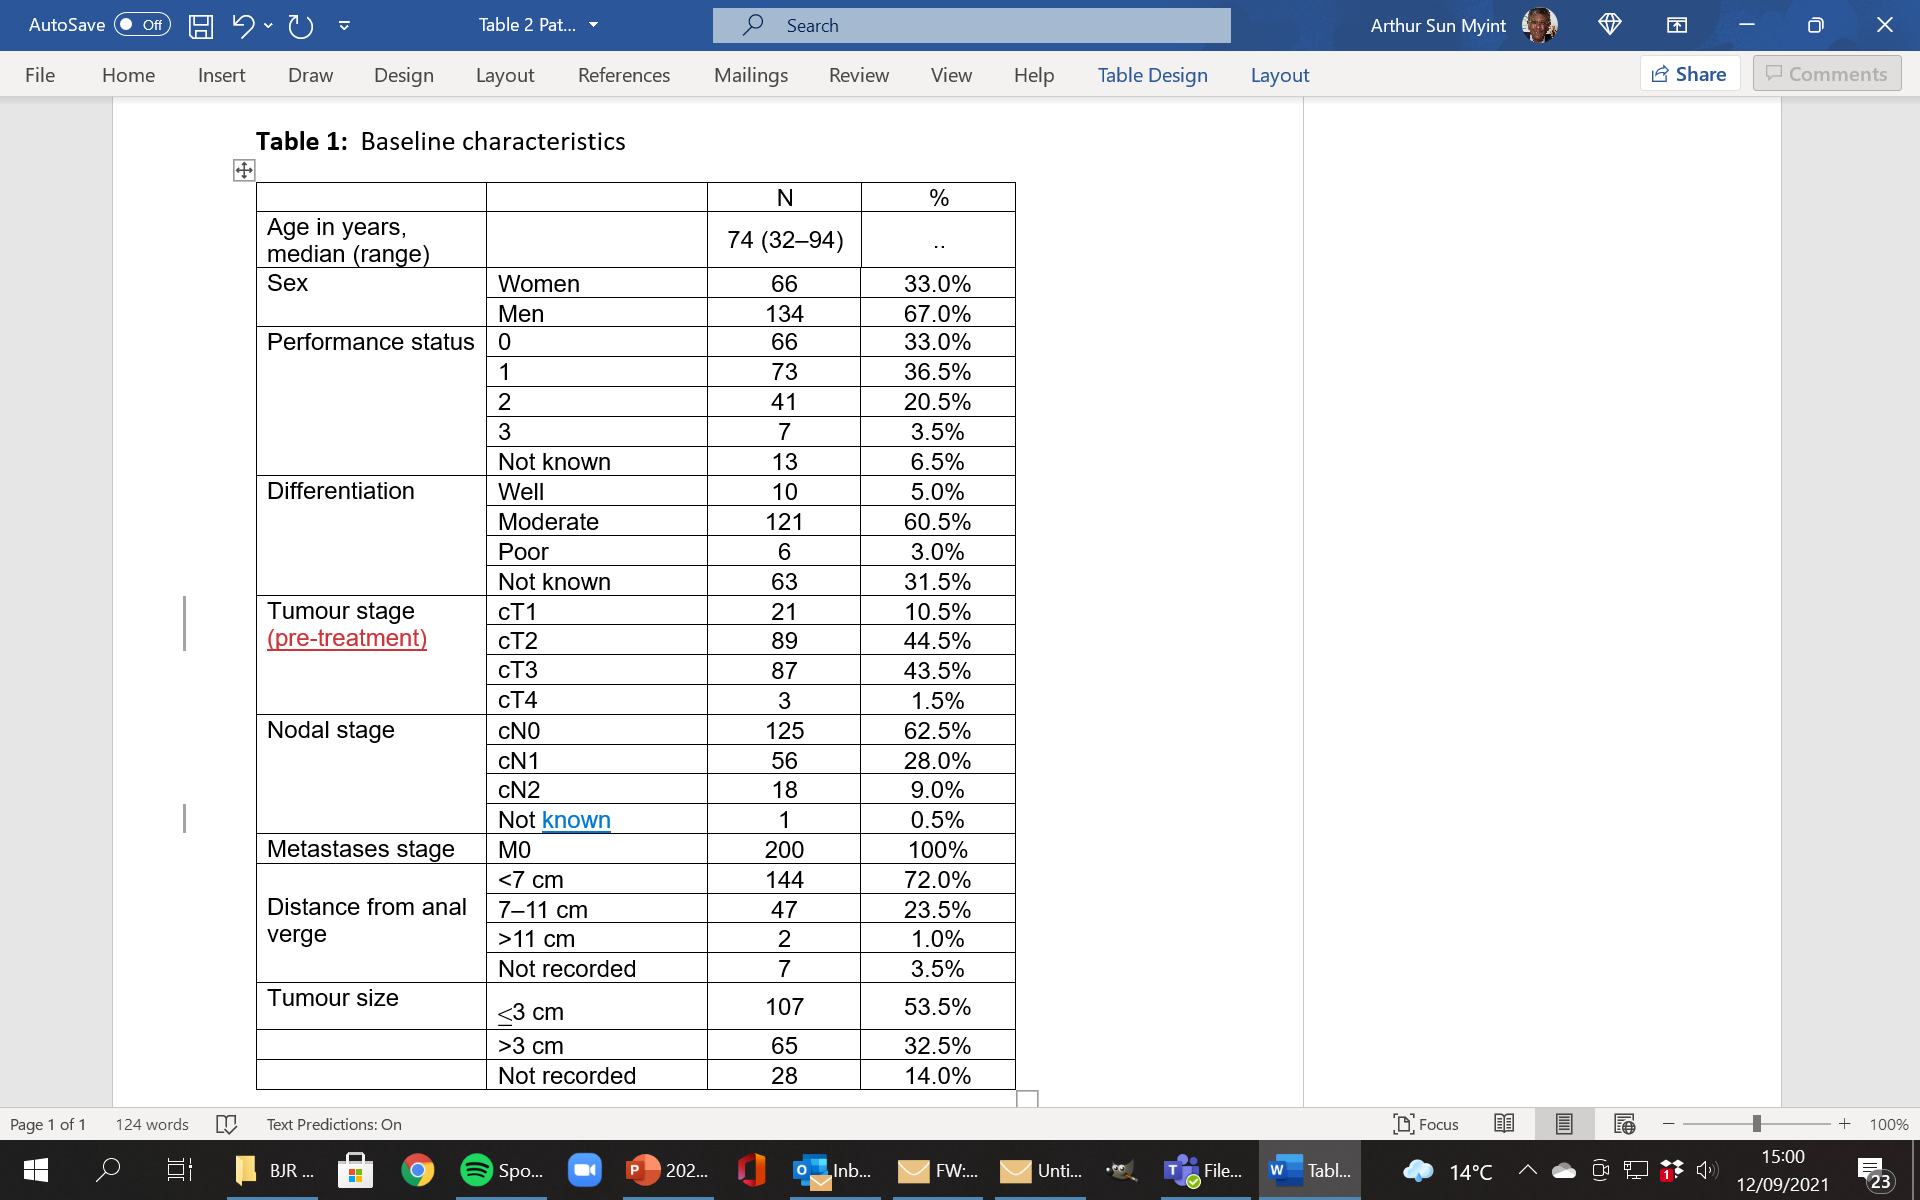 AutoSave Off Table 2 Pat... Search Arthur Sun Myint
File Home Insert Draw Design Layout References Mailings Review View Help Table Design Layout Share Comments
Table 1: Baseline characteristics
N %
Age in years,
median (range) 74 (32–94) ..
Sex Women 66 33.0%
Men 134 67.0%
Performance status 0 66 33.0%
1 73 36.5%
2 41 20.5%
3 7 3.5%
Not known 13 6.5%
Differentiation Well 10 5.0%
Moderate 121 60.5%
Poor 6 3.0%
Not known 63 31.5%
Tumour stage cT1 21 10.5%
(pre-treatment) cT2 89 44.5%
cT3 87 43.5%
cT4 3 1.5%
Nodal stage cN0 125 62.5%
cN1 56 28.0%
cN2 18 9.0%
Not known 1 0.5%
Metastases stage M0 200 100%
<7 cm 144 72.0%
Distance from anal 7–11 cm 47 23.5%
verge >11 cm 2 1.0%
Not recorded 7 3.5%
Tumour size ≤3 cm 107 53.5%
>3 cm 65 32.5%
Not recorded 28 14.0%
Page 1 of 1 124 words Text Predictions: On Focus 100%
BJR ... Spo... P 202... O Inb... FW:... Unti... T File... W Tabl... 14°C 1 15:00
12/09/2021 23